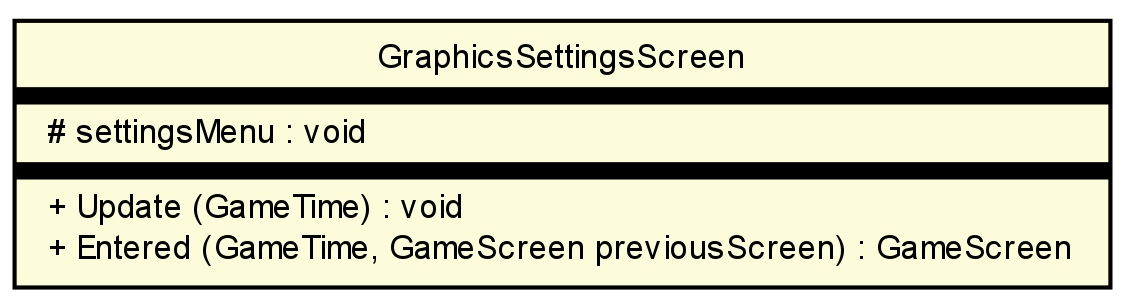 GraphicsSettingsScreen
# settingsMenu : void
+ Update (GameTime) : void
+ Entered (GameTime, GameScreen previousScreen) : GameScreen